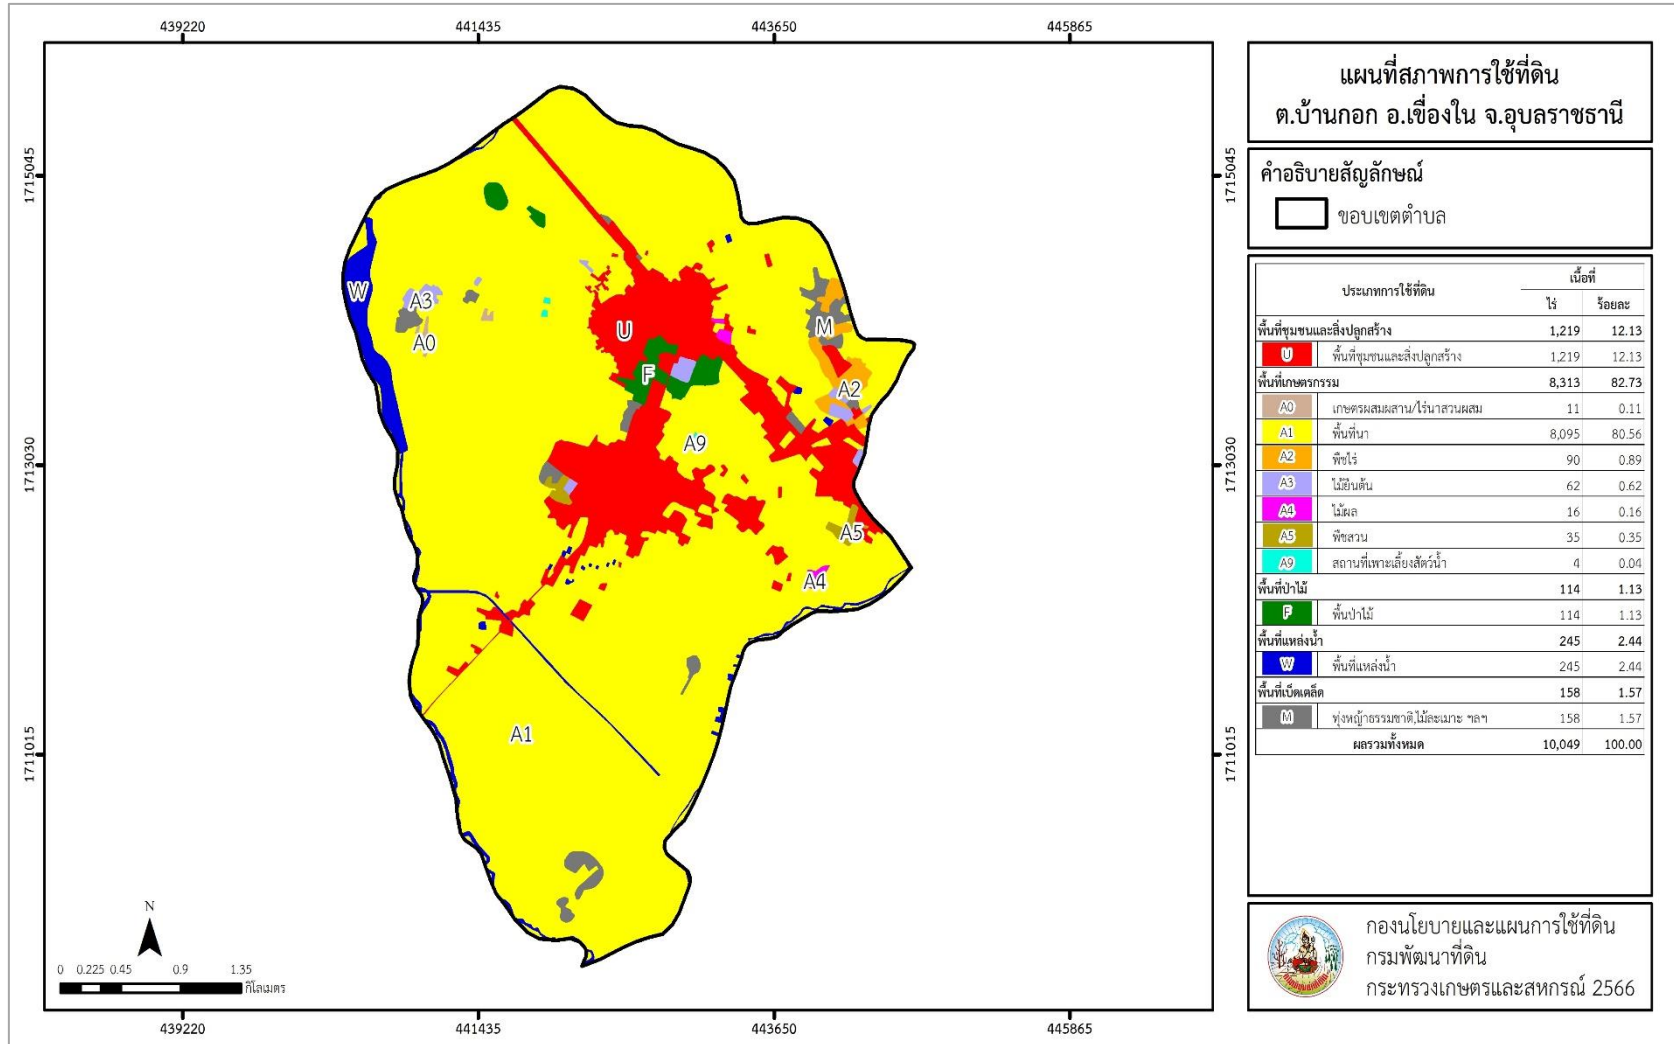 439220 441435 443650 445865
1715045 1715045
1713030 1713030
1711015 1711015
W
A3
A0
U
F
A9
M
A2
A5
A4
A1
N
0 0.225 0.45 0.9 1.35
กิโลเมตร
439220 441435 443650 445865
แผนที่สภาพการใช้ที่ดิน
ต.บ้านกอก อ.เขื่องใน จ.อุบลราชธานี
คำอธิบายสัญลักษณ์
ขอบเขตตำบล
ประเภทการใช้ที่ดิน เนื้อที่
ไร่ ร้อยละ
พื้นที่ชุมชนและสิ่งปลูกสร้าง 1,219 12.13
U พื้นที่ชุมชนและสิ่งปลูกสร้าง 1,219 12.13
พื้นที่เกษตรกรรม 8,313 82.73
A0 เกษตรผสมผสาน/ไร่นาสวนผสม 11 0.11
A1 พื้นที่นา 8,095 80.56
A2 พืชไร่ 90 0.89
A3 ไม้ยืนต้น 62 0.62
A4 ไม้ผล 16 0.16
A5 พืชสวน 35 0.35
A9 สถานที่เพาะเลี้ยงสัตว์น้ำ 4 0.04
พื้นที่ป่าไม้ 114 1.13
F พื้นป่าไม้ 114 1.13
พื้นที่แหล่งน้ำ 245 2.44
W พื้นที่แหล่งน้ำ 245 2.44
พื้นที่เบ็ดเตล็ด 158 1.57
M ทุ่งหญ้าธรรมชาติ,ไม้ละเมาะ ฯลฯ 158 1.57
ผลรวมทั้งหมด 10,049 100.00
กองนโยบายและแผนการใช้ที่ดิน
กรมพัฒนาที่ดิน
กระทรวงเกษตรและสหกรณ์ 2566